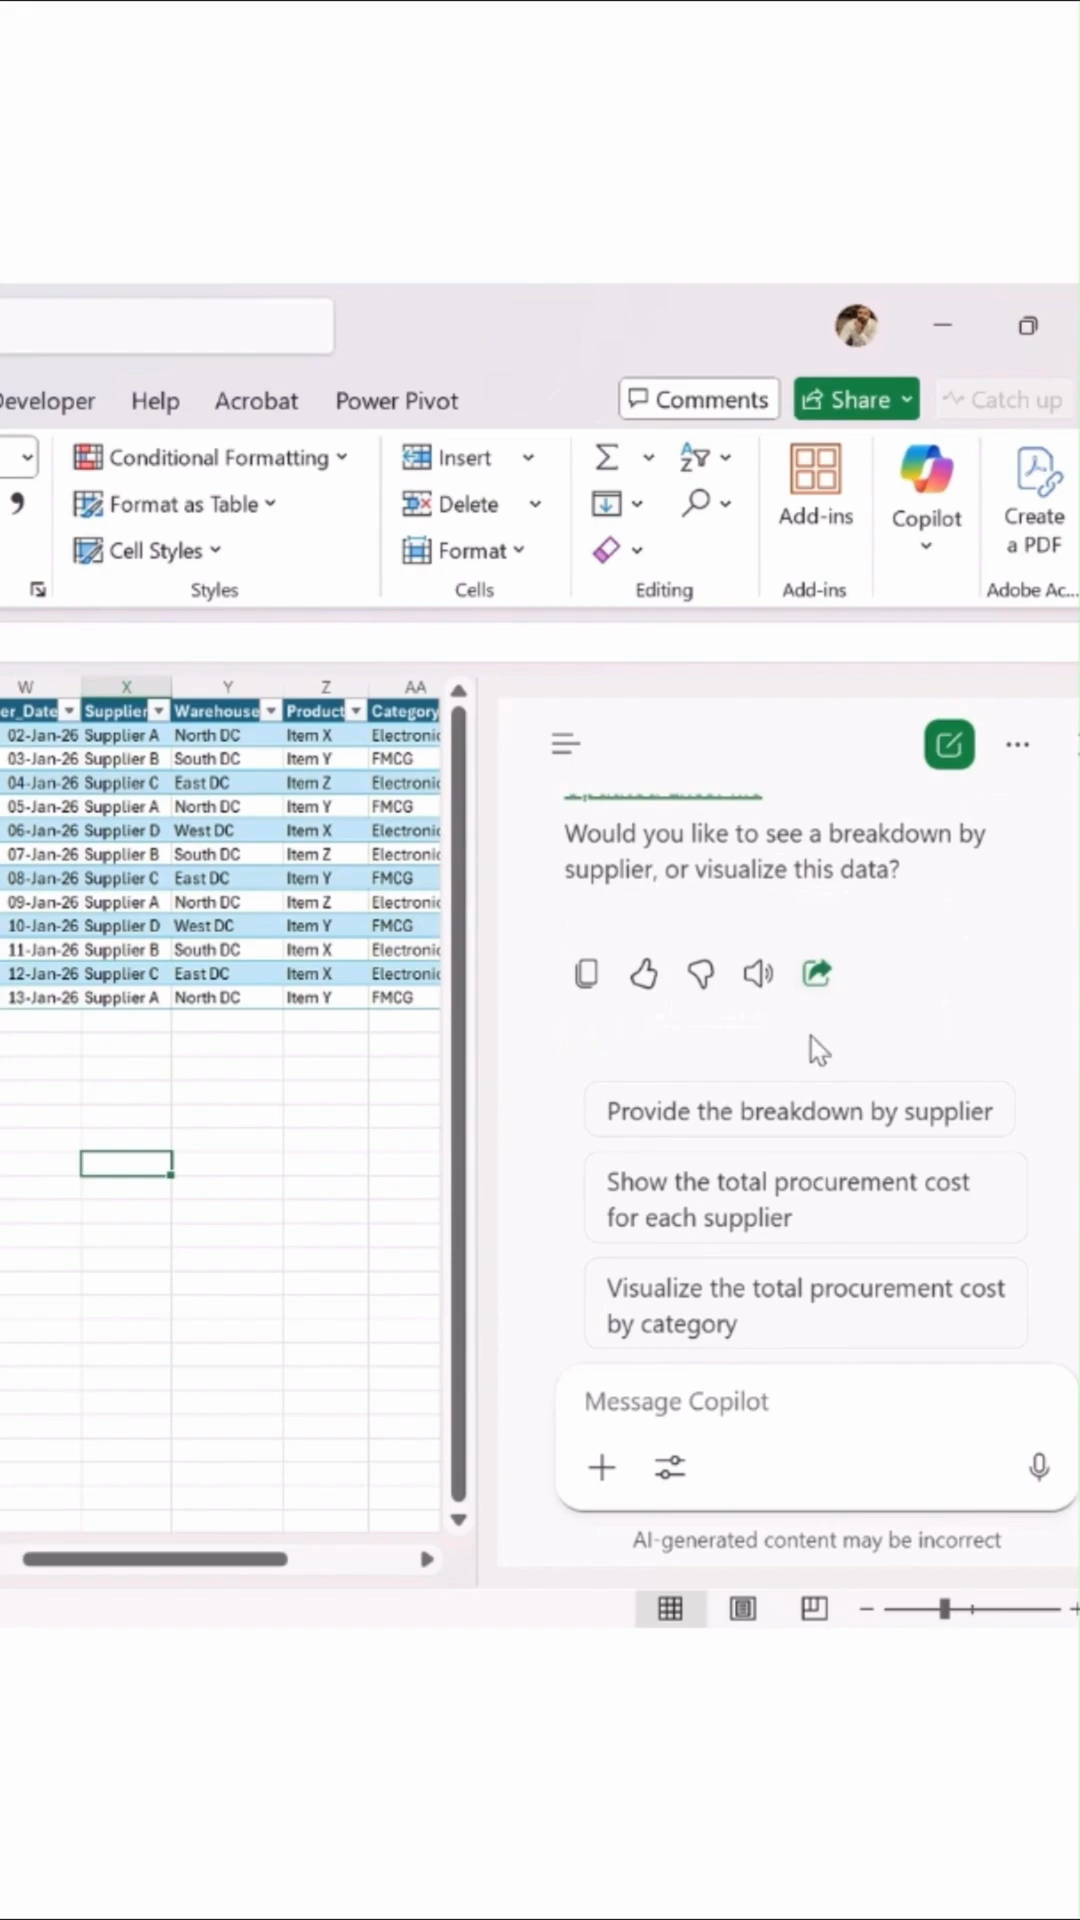 Developer Help Acrobat Power Pivot Comments Share Catch up
Conditional Formatting
Format as Table
Cell Styles
Styles
Insert
Delete
Format
Cells
Editing
Add-ins
Add-ins
Copilot
Create
a PDF
Adobe Ac...
W X Y Z AA
er_Date Supplier Warehouse Product Category
02-Jan-26 Supplier A North DC Item X Electronic
03-Jan-26 Supplier B South DC Item Y FMCG
04-Jan-26 Supplier C East DC Item Z Electronic
05-Jan-26 Supplier A North DC Item Y FMCG
06-Jan-26 Supplier D West DC Item X Electronic
07-Jan-26 Supplier B South DC Item Z Electronic
08-Jan-26 Supplier C East DC Item Y FMCG
09-Jan-26 Supplier A North DC Item Z Electronic
10-Jan-26 Supplier D West DC Item Y FMCG
11-Jan-26 Supplier B South DC Item X Electronic
12-Jan-26 Supplier C East DC Item X Electronic
13-Jan-26 Supplier A North DC Item Y FMCG
Would you like to see a breakdown by
supplier, or visualize this data?
Provide the breakdown by supplier
Show the total procurement cost
for each supplier
Visualize the total procurement cost
by category
Message Copilot
AI-generated content may be incorrect